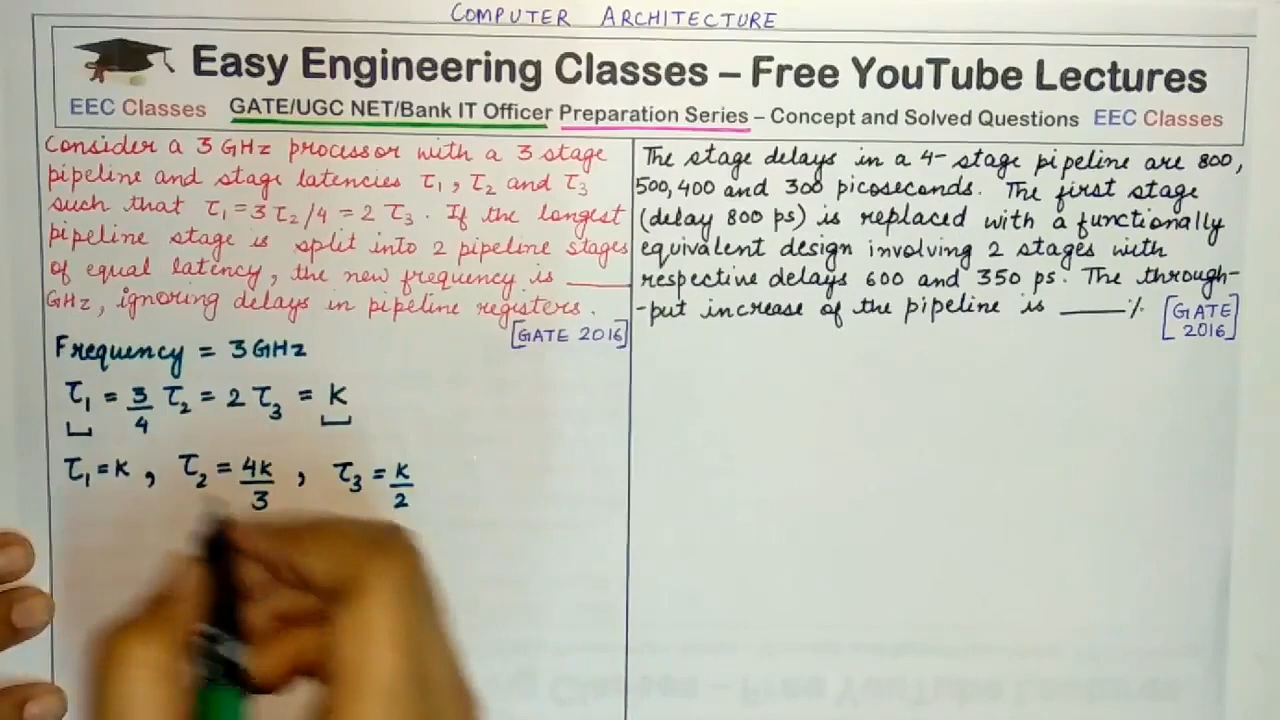 COMPUTER ARCHITECTURE
Easy Engineering Classes – Free YouTube Lectures
EEC Classes GATE/UGC NET/Bank IT Officer Preparation Series – Concept and Solved Questions EEC Classes
Consider a 3 GHz processor with a 3 stage
pipeline and stage latencies τ1, τ2 and τ3
such that τ1 = 3τ2/4 = 2τ3. If the longest
pipeline stage is split into 2 pipeline stages
of equal latency, the new frequency is ____
GHz, ignoring delays in pipeline registers.
[GATE 2016]
Frequency = 3 GHz
τ1 = 3/4 τ2 = 2 τ3 = K
τ1 = K, τ2 = 4K/3, τ3 = K/2
The stage delays in a 4-stage pipeline are 800,
500, 400 and 300 picoseconds. The first stage
(delay 800 ps) is replaced with a functionally
equivalent design involving 2 stages with
respective delays 600 and 350 ps. The through-
-put increase of the pipeline is ____ %.
[GATE
2016]